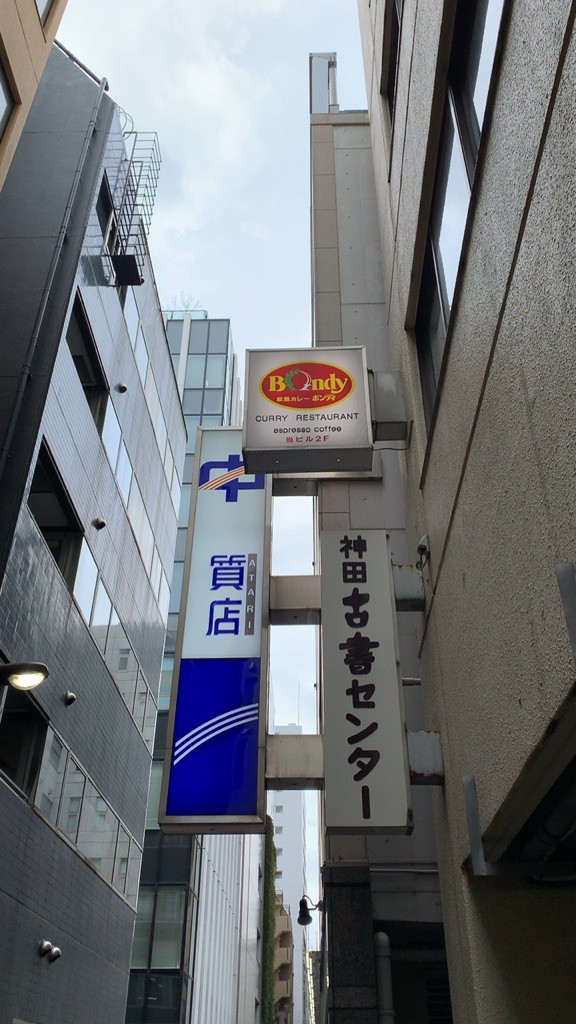 Bondy
欧風カレー ボンディ
CURRY RESTAURANT
espresso coffee
当ビル2F
中
質店
ATARI
神田
古書センター